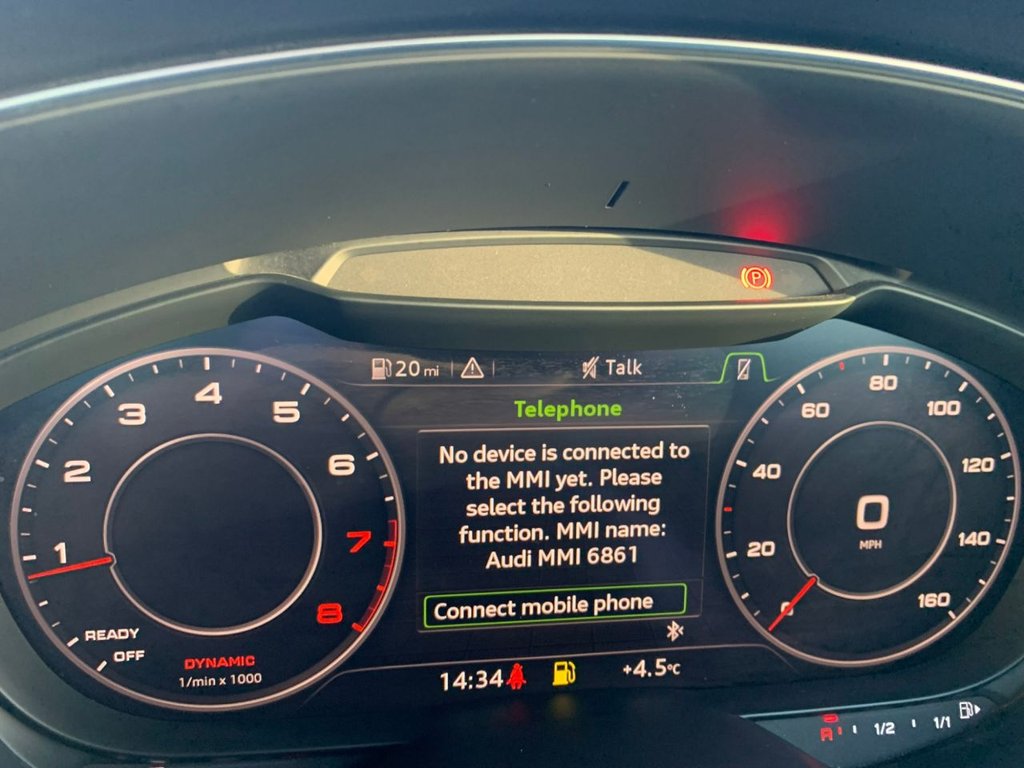 P
20 mi
Talk
Telephone
No device is connected to
the MMI yet. Please
select the following
function. MMI name:
Audi MMI 6861
Connect mobile phone
14:34
+4.5°C
1
2
3
4
5
6
7
8
READY
OFF
DYNAMIC
1/min x 1000
0
20
40
60
80
100
120
140
160
0
MPH
R
1/2
1/1